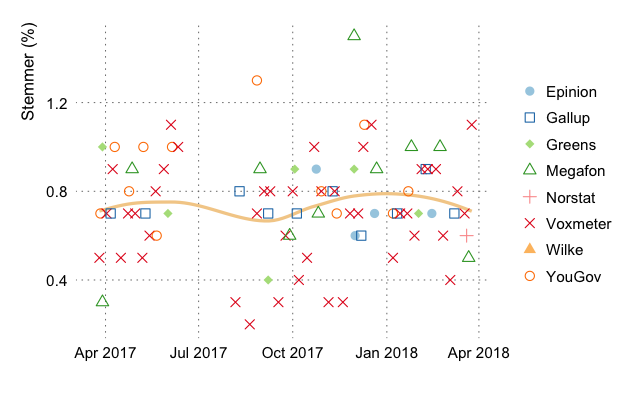 Stemmer (%)
1.2
0.8
0.4
Apr 2017
Jul 2017
Oct 2017
Jan 2018
Apr 2018
Epinion
Gallup
Greens
Megafon
Norstat
Voxmeter
Wilke
YouGov